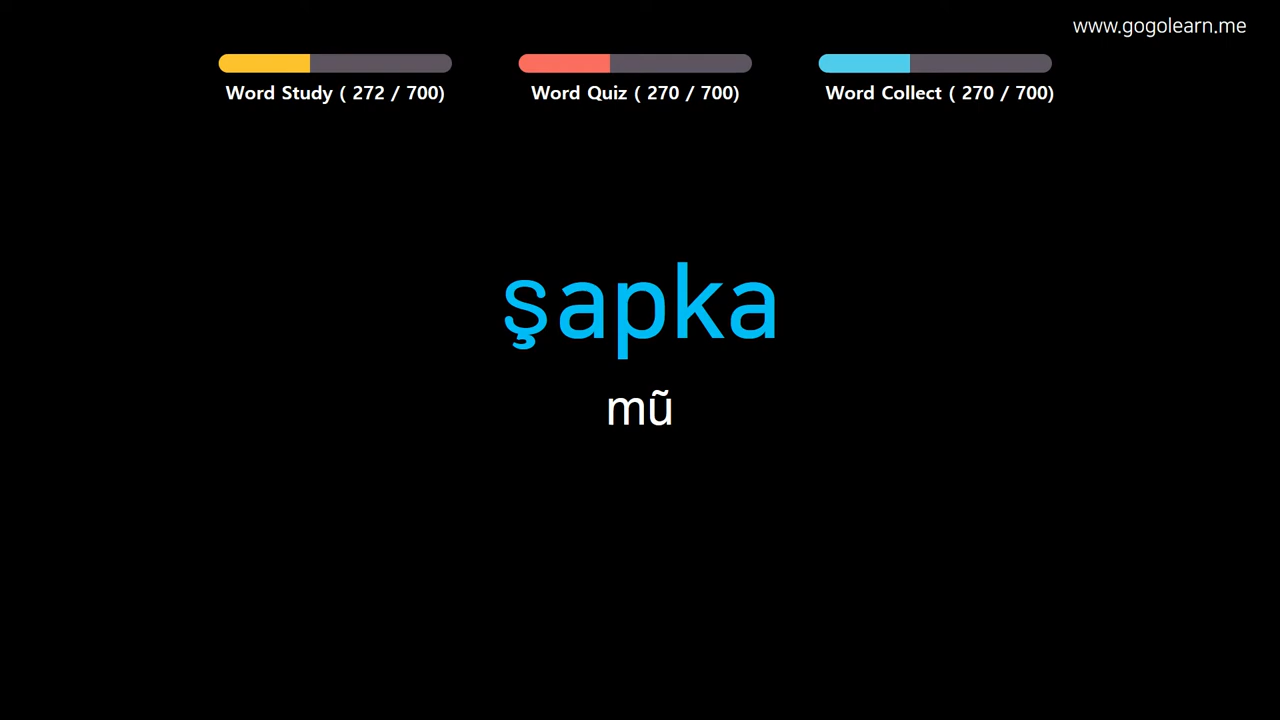 www.gogolearn.me
Word Study ( 272 / 700)
Word Quiz ( 270 / 700)
Word Collect ( 270 / 700)
şapka
mũ